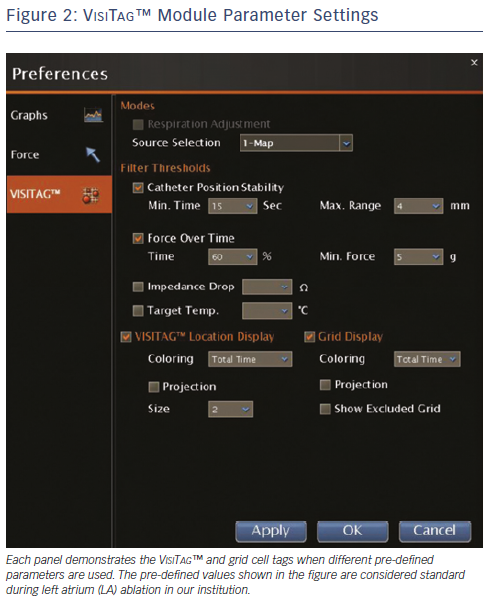 Figure 2: VISITAG™ Module Parameter Settings
x
Preferences
Graphs
Force
VISITAG™
Modes
Respiration Adjustment
Source Selection 1-Map
Filter Thresholds
Catheter Position Stability
Min. Time 15 Sec Max. Range 4 mm
Force Over Time
Time 60 % Min. Force 5 g
Impedance Drop Ω
Target Temp. °C
VISITAG™ Location Display Grid Display
Coloring Total Time Coloring Total Time
Projection Projection
Size 2 Show Excluded Grid
Apply OK Cancel
Each panel demonstrates the VISITAG™ and grid cell tags when different pre-defined
parameters are used. The pre-defined values shown in the figure are considered standard
during left atrium (LA) ablation in our institution.